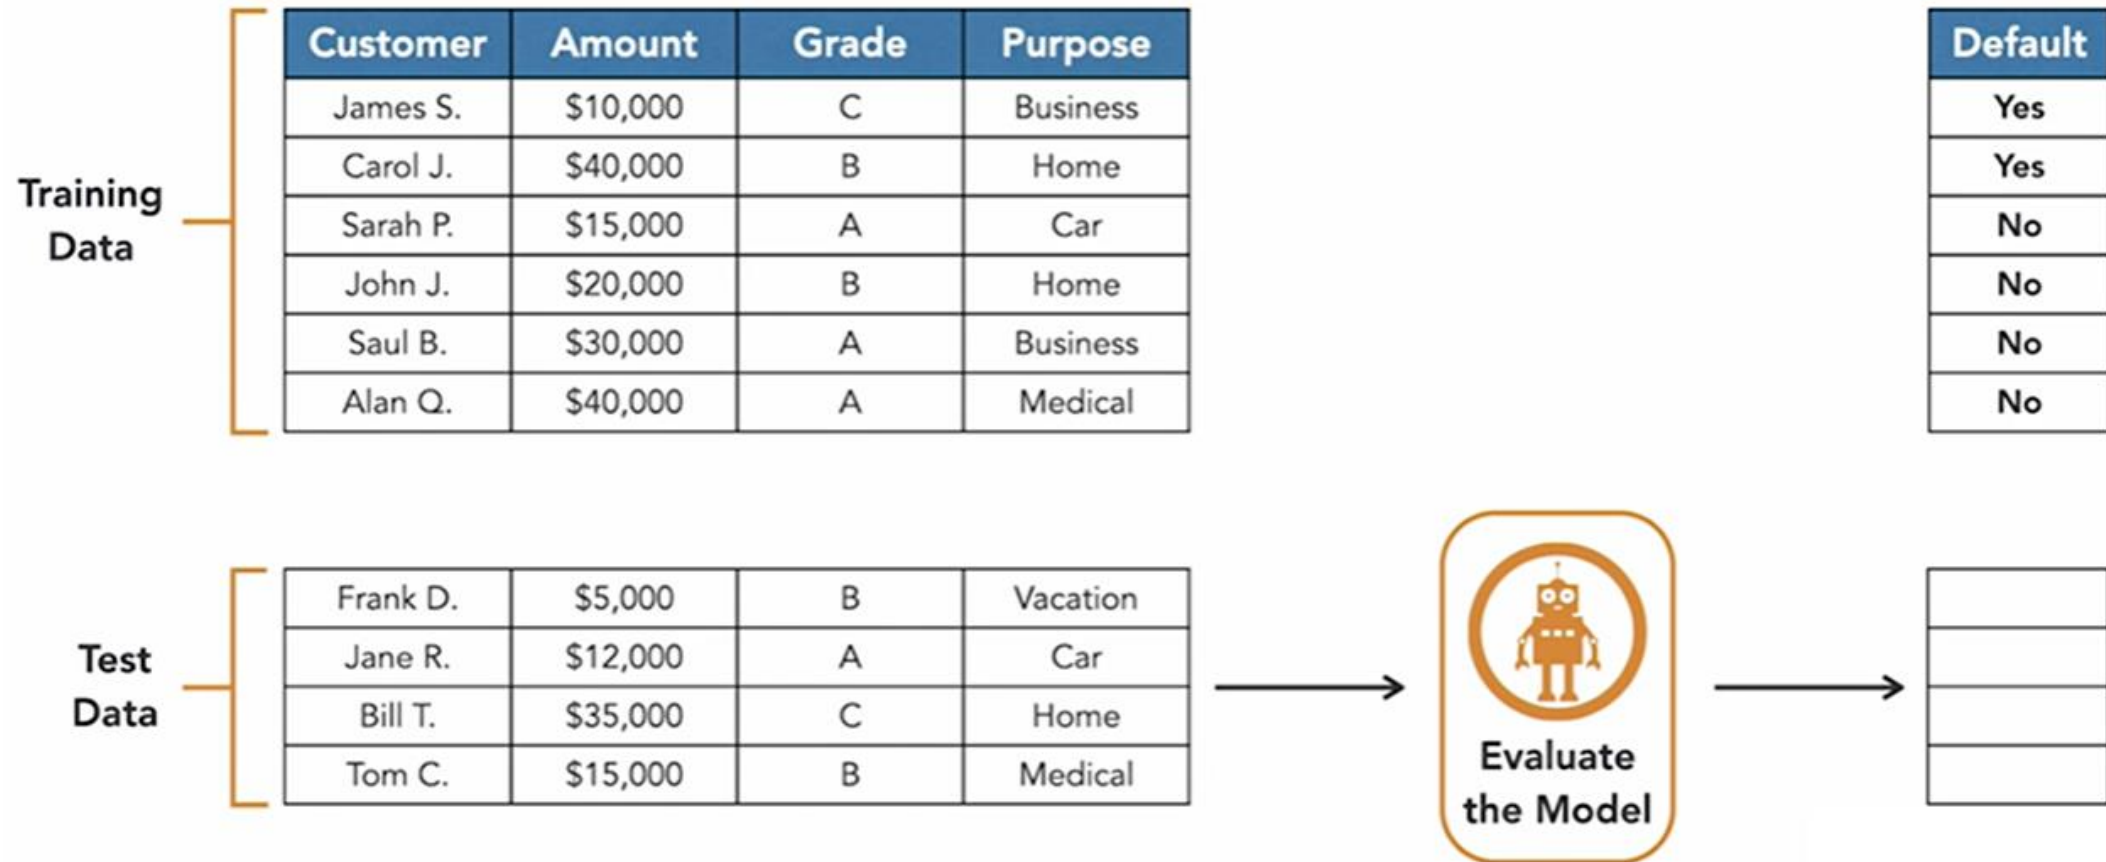 Customer Amount Grade Purpose Default
James S. $10,000 C Business Yes
Carol J. $40,000 B Home Yes
Training Data
Sarah P. $15,000 A Car No
John J. $20,000 B Home No
Saul B. $30,000 A Business No
Alan Q. $40,000 A Medical No
Frank D. $5,000 B Vacation
Jane R. $12,000 A Car
Test Data
Bill T. $35,000 C Home
Tom C. $15,000 B Medical
Evaluate
the Model